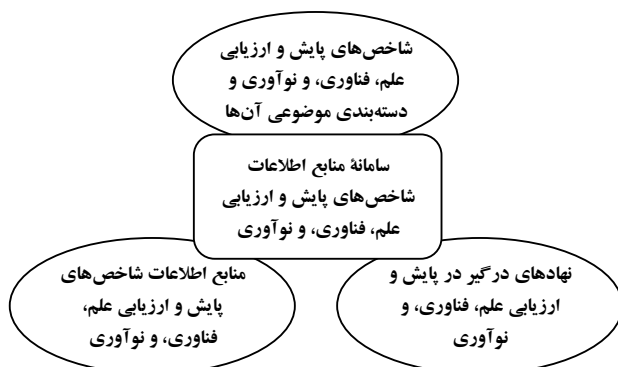 شاخص‌های پایش و ارزیابی
علم، فناوری، و نوآوری و
دسته‌بندی موضوعی آن‌ها
سامانهٔ منابع اطلاعات
شاخص‌های پایش و ارزیابی
علم، فناوری، و نوآوری
نهادهای درگیر در پایش و
ارزیابی علم، فناوری، و
نوآوری
منابع اطلاعات شاخص‌های
پایش و ارزیابی علم،
فناوری، و نوآوری